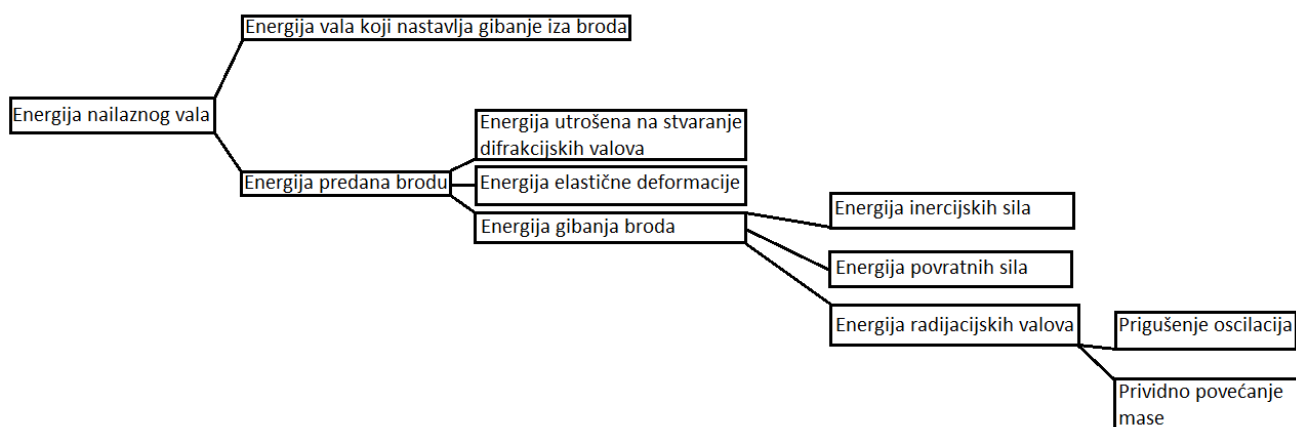 Energija vala koji nastavlja gibanje iza broda
Energija nailaznog vala
Energija utrošena na stvaranje
difrakcijskih valova
Energija predana brodu
Energija elastične deformacije
Energija gibanja broda
Energija inercijskih sila
Energija povratnih sila
Energija radijacijskih valova
Prigušenje oscilacija
Prividno povećanje
mase